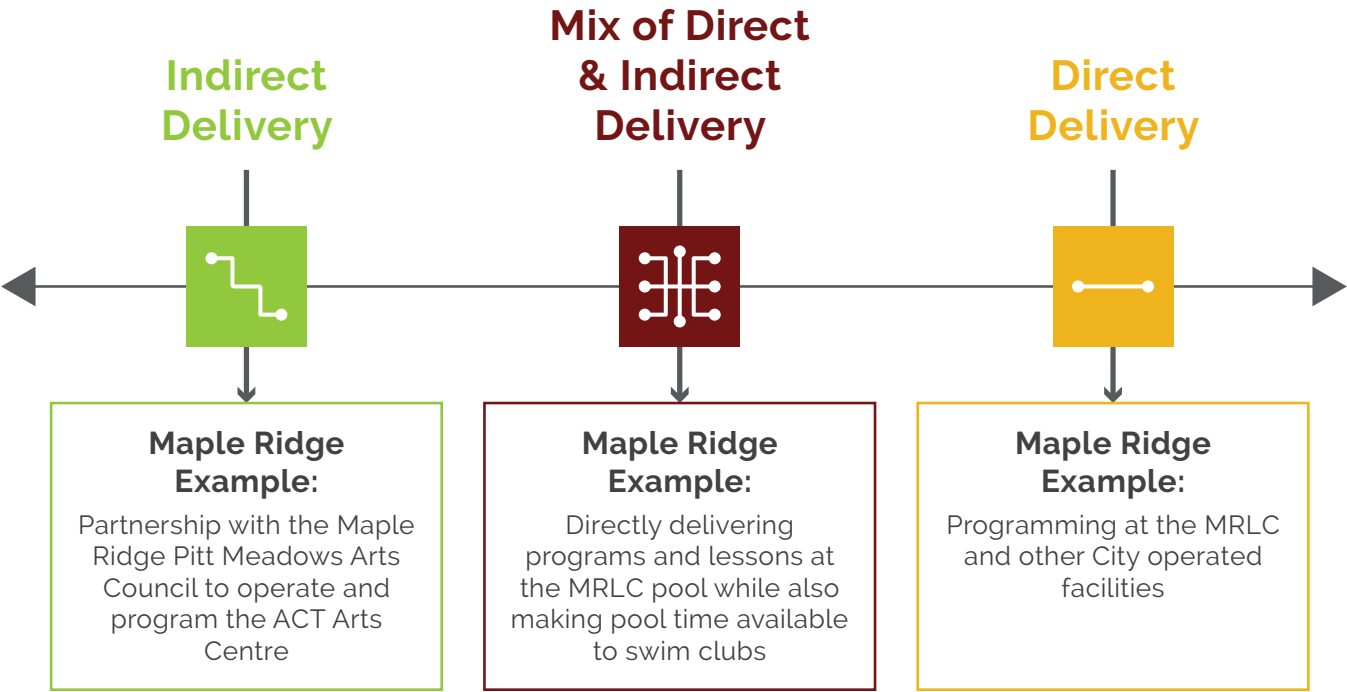 Indirect
Delivery
Mix of Direct
& Indirect
Delivery
Direct
Delivery
Maple Ridge
Example:
Partnership with the Maple
Ridge Pitt Meadows Arts
Council to operate and
program the ACT Arts
Centre
Maple Ridge
Example:
Directly delivering
programs and lessons at
the MRLC pool while also
making pool time available
to swim clubs
Maple Ridge
Example:
Programming at the MRLC
and other City operated
facilities